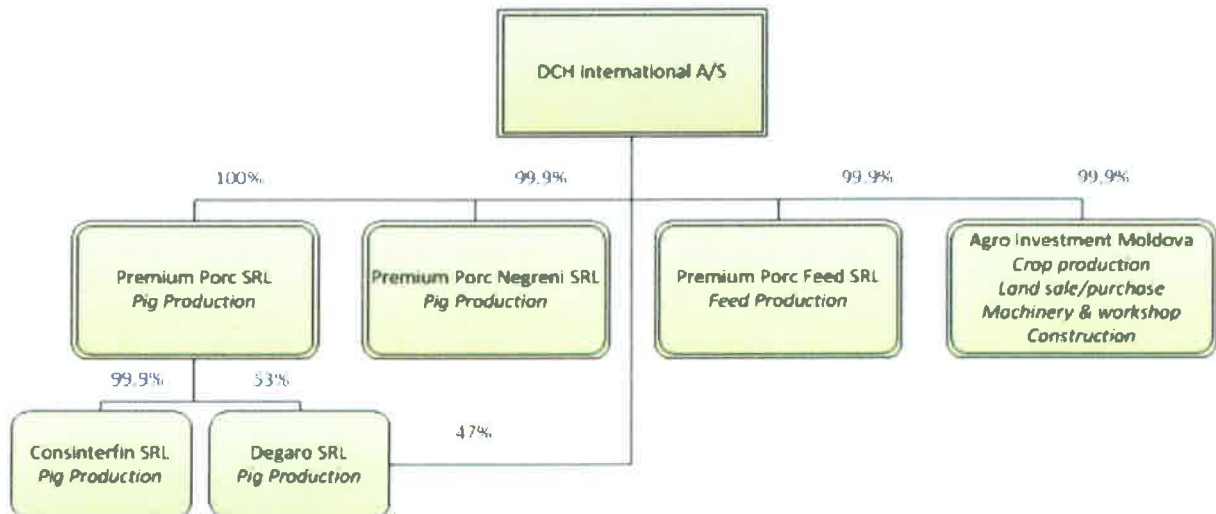 DCH International A/S
100%
99.9%
99.9%
99.9%
Premium Porc SRL
Pig Production
Premium Porc Negreni SRL
Pig Production
Premium Porc Feed SRL
Feed Production
Agro Investment Moldova
Crop production
Land sale/purchase
Machinery & workshop
Construction
99.9%
53%
47%
Consinterfin SRL
Pig Production
Degaro SRL
Pig Production